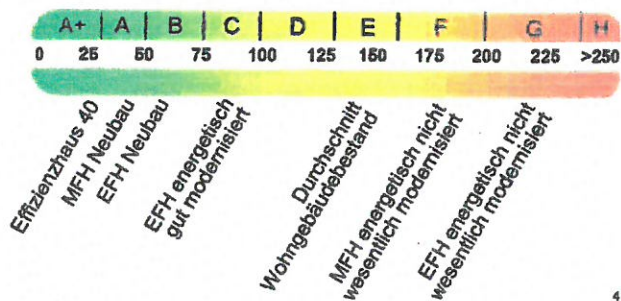 A+ A B C D E F G H
0 25 50 75 100 125 150 175 200 225 >250
Effizienzhaus 40
MFH Neubau
EFH Neubau
EFH energetisch
gut modernisiert
Durchschnitt
Wohngebäudebestand
MFH energetisch nicht
wesentlich modernisiert
EFH energetisch nicht
wesentlich modernisiert